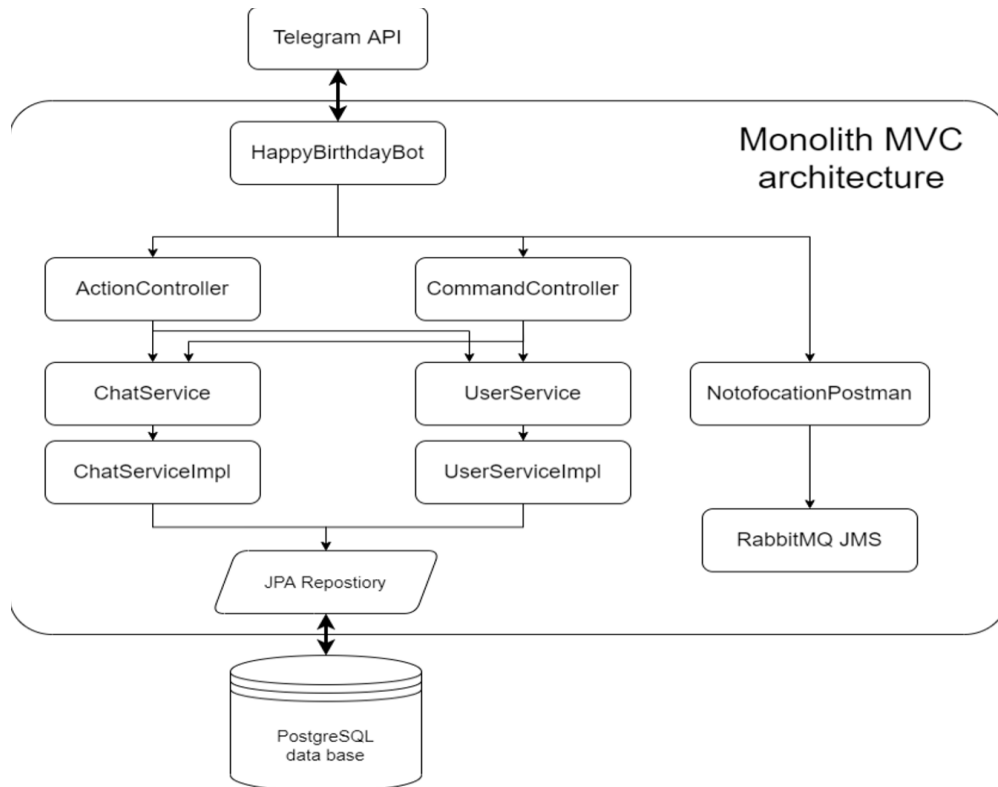 Telegram API
HappyBirthdayBot
Monolith MVC
architecture
ActionController
CommandController
ChatService
UserService
NotofocationPostman
ChatServiceImpl
UserServiceImpl
RabbitMQ JMS
JPA Repostiory
PostgreSQL
data base